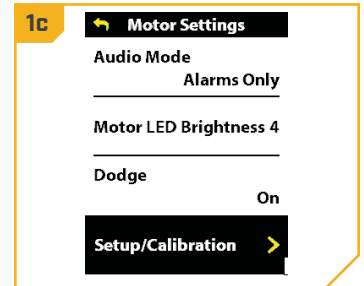 1c
Motor Settings
Audio Mode
Alarms Only
Motor LED Brightness 4
Dodge
On
Setup/Calibration